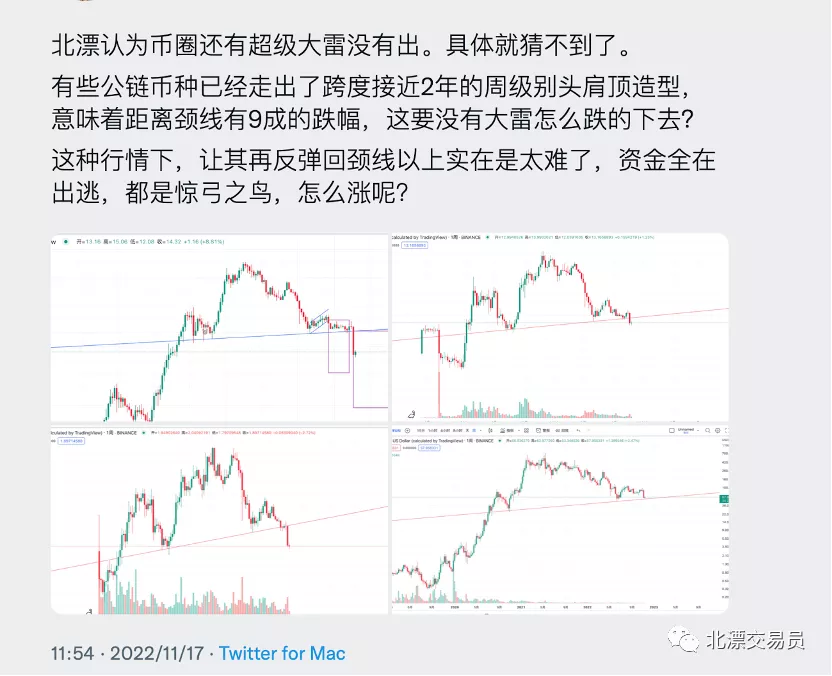 北漂认为币圈还有超级大雷没有出。具体就猜不到了。
有些公链币种已经走出了跨度接近2年的周级别头肩顶造型，
意味着距离颈线有9成的跌幅，这要没有大雷怎么跌的下去？
这种行情下，让其再反弹回颈线以上实在是太难了，资金全在
出逃，都是惊弓之鸟，怎么涨呢？
W 开=13.16 高=15.06 低=12.08 收=14.32 +1.16 (+8.81%)
calculated by TradingView) · 1周 · BINANCE
calculated by TradingView) · 1周 · BINANCE
US Dollar (calculated by TradingView) · 1周 · BINANCE
2020 2021 2022 2023
11:54 · 2022/11/17 · Twitter for Mac
北漂交易员